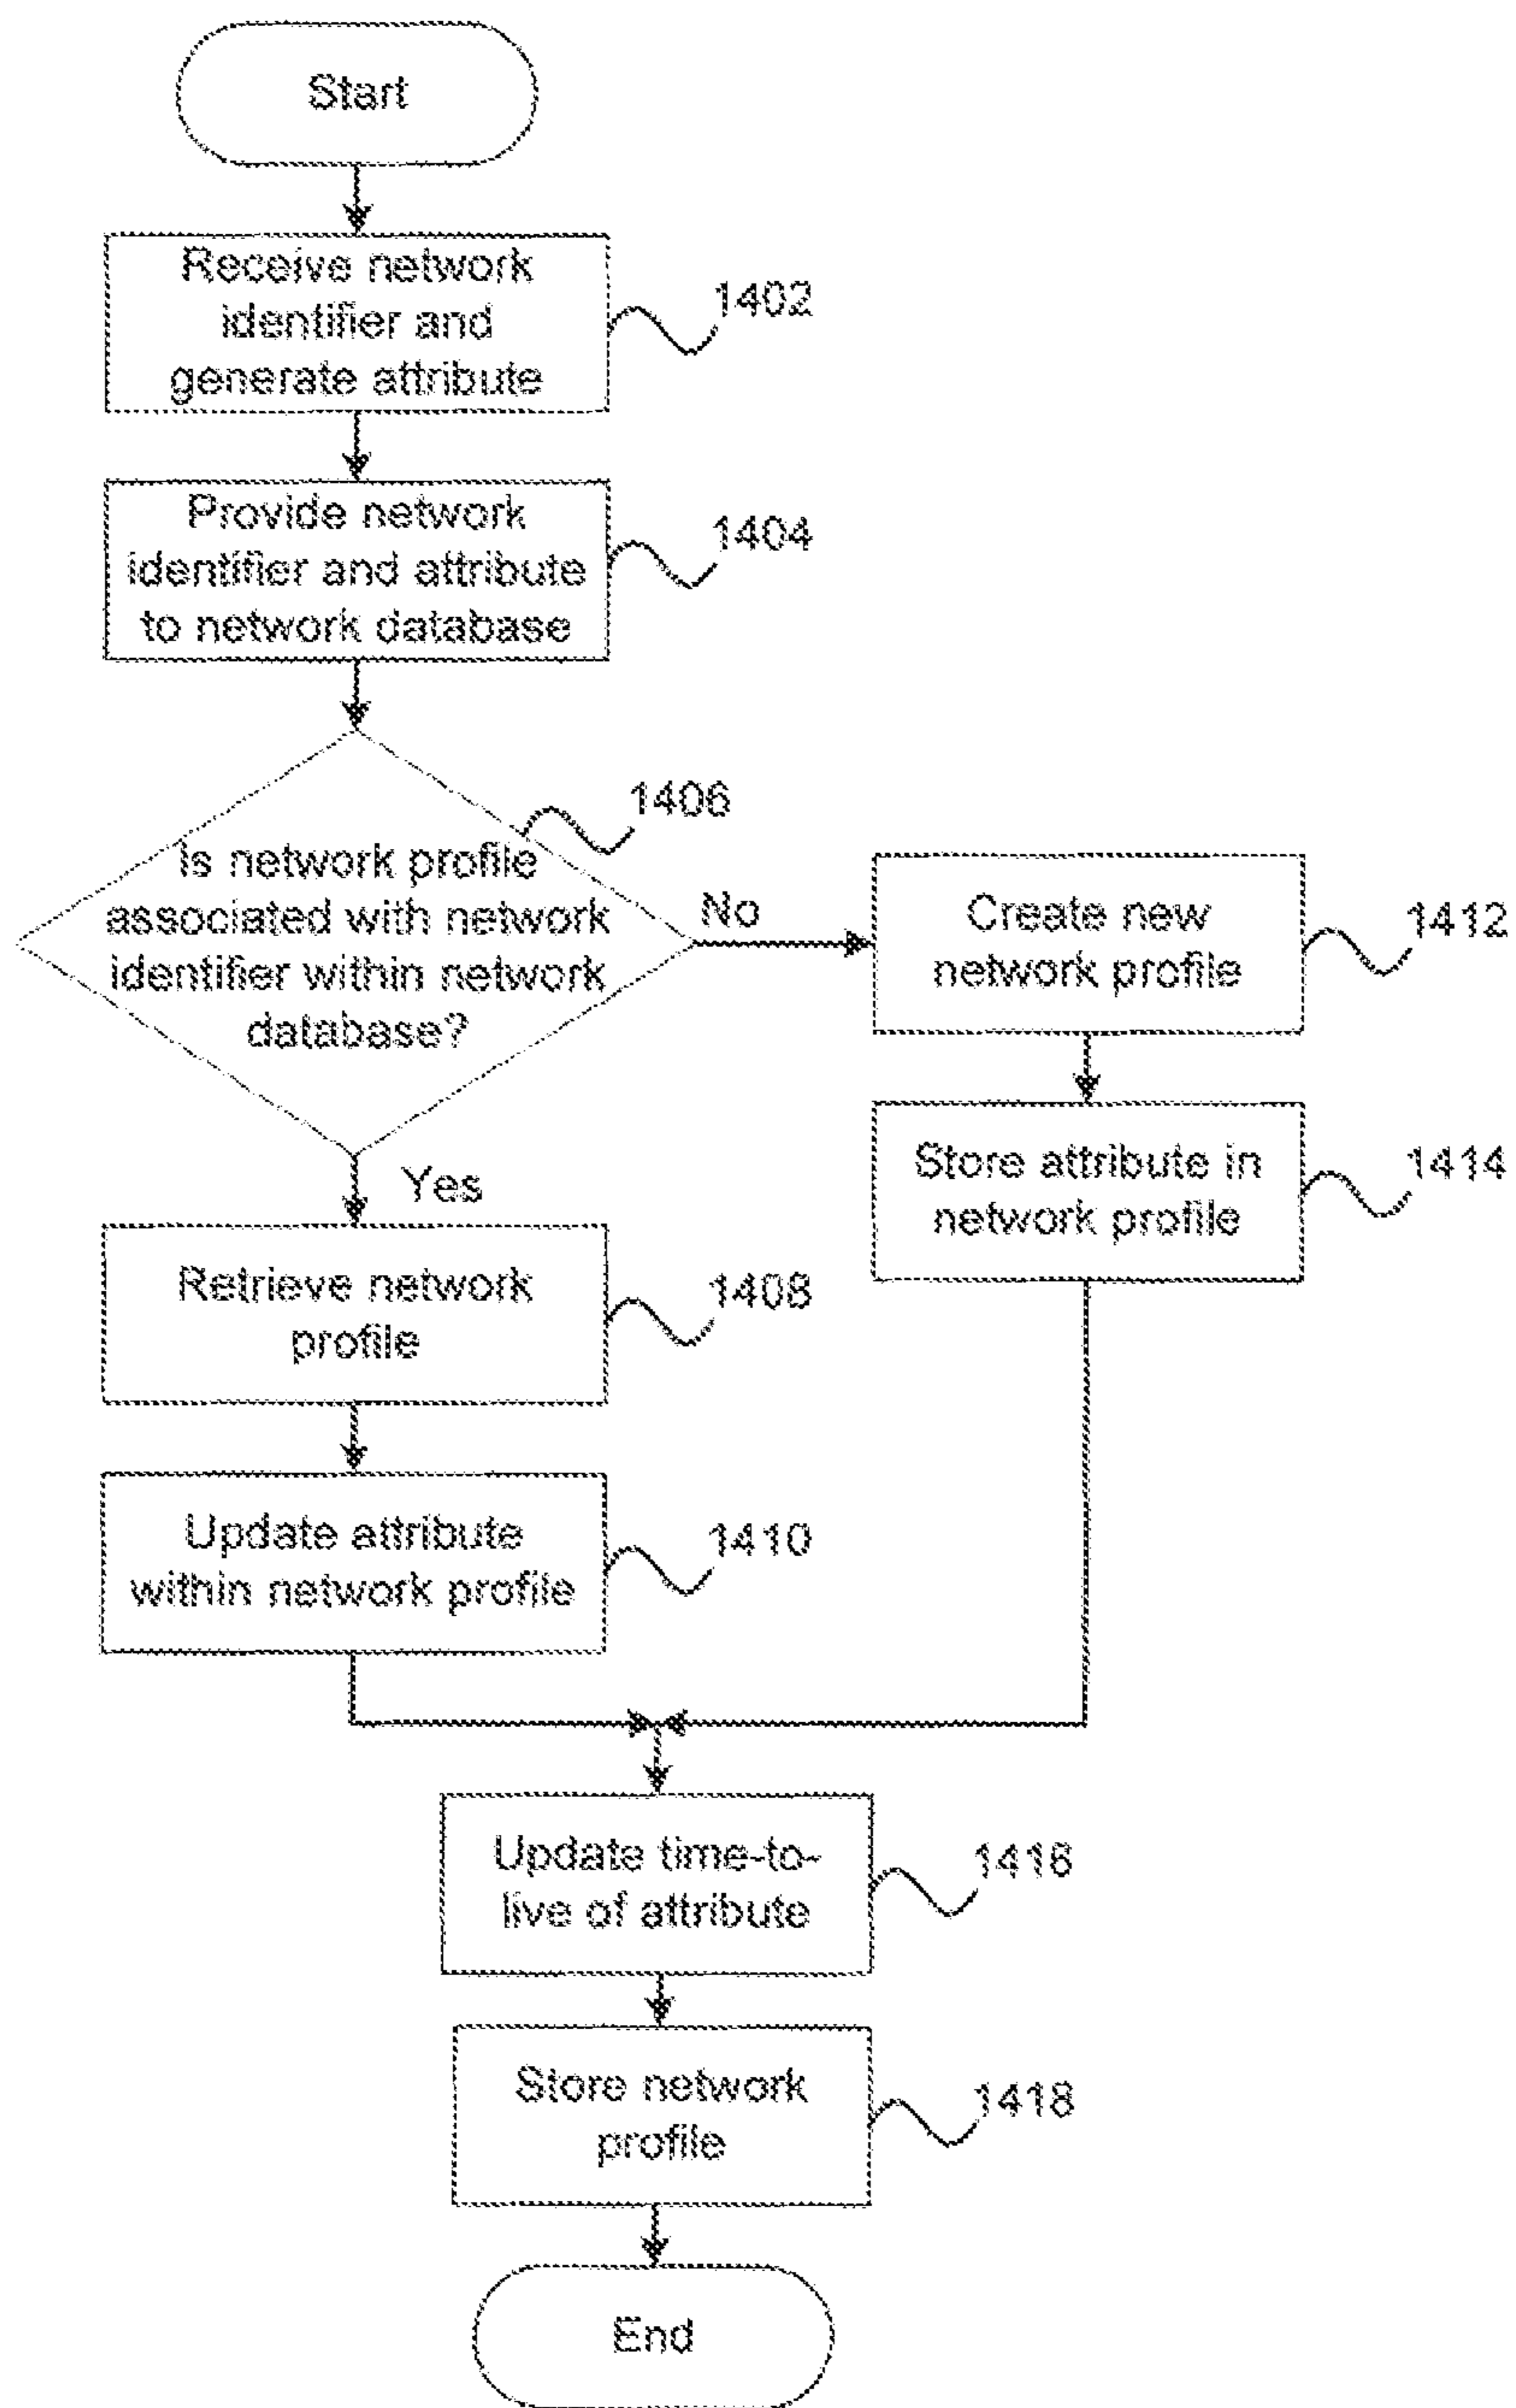 Start
Receive network
identifier and
generate attribute
1402
Provide network
identifier and attribute
to network database
1404
1406
Is network profile
associated with network
identifier within network
database?
No
Create new
network profile
1412
Store attribute in
network profile
1414
Yes
Retrieve network
profile
1408
Update attribute
within network profile
1410
Update time-to-
live of attribute
1416
Store network
profile
1418
End